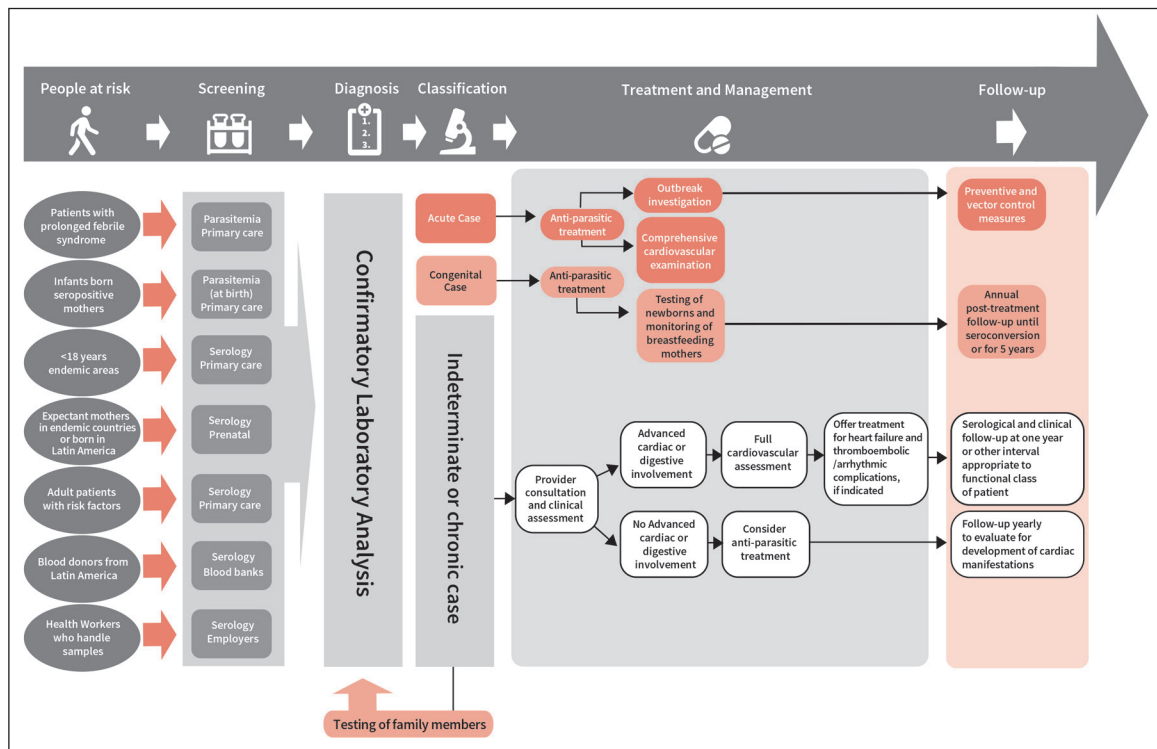 People at risk
Screening
Diagnosis
Classification
Treatment and Management
Follow-up
1.
2.
3.
Patients with
prolonged febrile
syndrome
Infants born
seropositive
mothers
<18 years
endemic areas
Expectant mothers
in endemic countries
or born in
Latin America
Adult patients
with risk factors
Blood donors from
Latin America
Health Workers
who handle
samples
Parasitemia
Primary care
Parasitemia
(at birth)
Primary care
Serology
Primary care
Serology
Prenatal
Serology
Primary care
Serology
Blood banks
Serology
Employers
Confirmatory Laboratory
Analysis
Acute Case
Congenital
Case
Indeterminate or chronic case
Testing of family members
Anti-parasitic
treatment
Outbreak
investigation
Comprehensive
cardiovascular
examination
Anti-parasitic
treatment
Testing of
newborns and
monitoring of
breastfeeding
mothers
Provider
consultation
and clinical
assessment
Advanced
cardiac or
digestive
involvement
Full
cardiovascular
assessment
Offer treatment
for heart failure and
thromboembolic
/arrhythmic
complications,
if indicated
No Advanced
cardiac or
digestive
involvement
Consider
anti-parasitic
treatment
Preventive and
vector control
measures
Annual
post-treatment
follow-up until
seroconversion
or for 5 years
Serological and clinical
follow-up at one year
or other interval
appropriate to
functional class
of patient
Follow-up yearly
to evaluate for
development of cardiac
manifestations